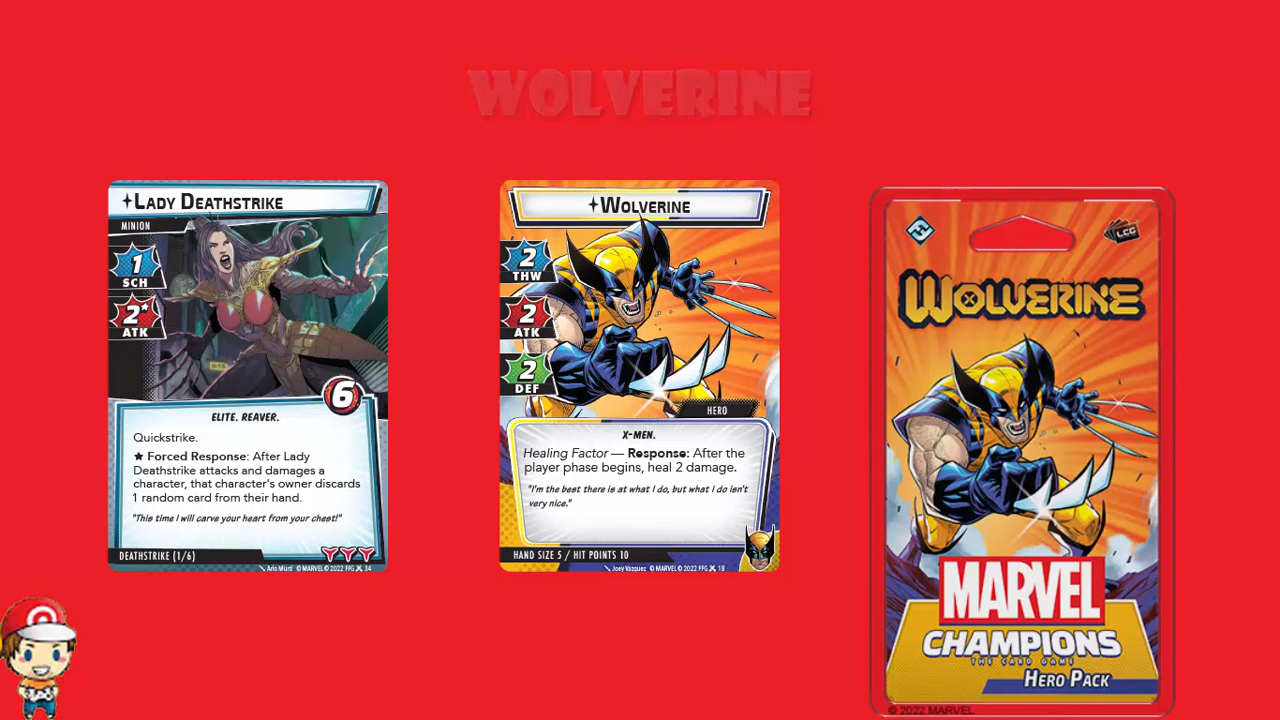 WOLVERINE
LADY DEATHSTRIKE
MINION
1
SCH
2*
ATK
6
ELITE. REAVER.
Quickstrike.
★ Forced Response: After Lady
Deathstrike attacks and damages a
character, that character's owner discards
1 random card from their hand.
"This time I will carve your heart from your chest!"
DEATHSTRIKE (1/6)
© MARVEL © 2022 FFG 34
WOLVERINE
2
THW
2
ATK
2
DEF
HERO
X-MEN.
Healing Factor — Response: After the
player phase begins, heal 2 damage.
"I'm the best there is at what I do, but what I do isn't
very nice."
HAND SIZE 5 / HIT POINTS 10
Joey Vazquez © MARVEL © 2022 FFG 1B
LCG
WOLVERINE
MARVEL
CHAMPIONS
THE CARD GAME
HERO PACK
© 2022 MARVEL